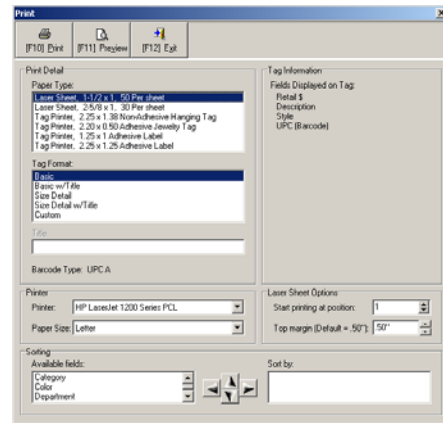 Print
[F10] Print
[F11] Preview
[F12] Exit
Print Detail
Paper Type:
Laser Sheet, 1-1/2 x 1, 50 Per sheet
Laser Sheet, 2-5/8 x 1, 30 Per sheet
Tag Printer, 2.25 x 1.38 Non-Adhesive Hanging Tag
Tag Printer, 2.20 x 0.50 Adhesive Jewelry Tag
Tag Printer, 1.25 x 1 Adhesive Label
Tag Printer, 2.25 x 1.25 Adhesive Label
Tag Format:
Basic
Basic w/Title
Size Detail
Size Detail w/Title
Custom
Title
Barcode Type: UPC A
Tag Information
Fields Displayed on Tag:
Retail $
Description
Style
UPC (Barcode)
Printer
Printer: HP LaserJet 1200 Series PCL
Paper Size: Letter
Laser Sheet Options
Start printing at position: 1
Top margin (Default = .50"): .50"
Sorting
Available fields:
Category
Color
Department
Sort by: